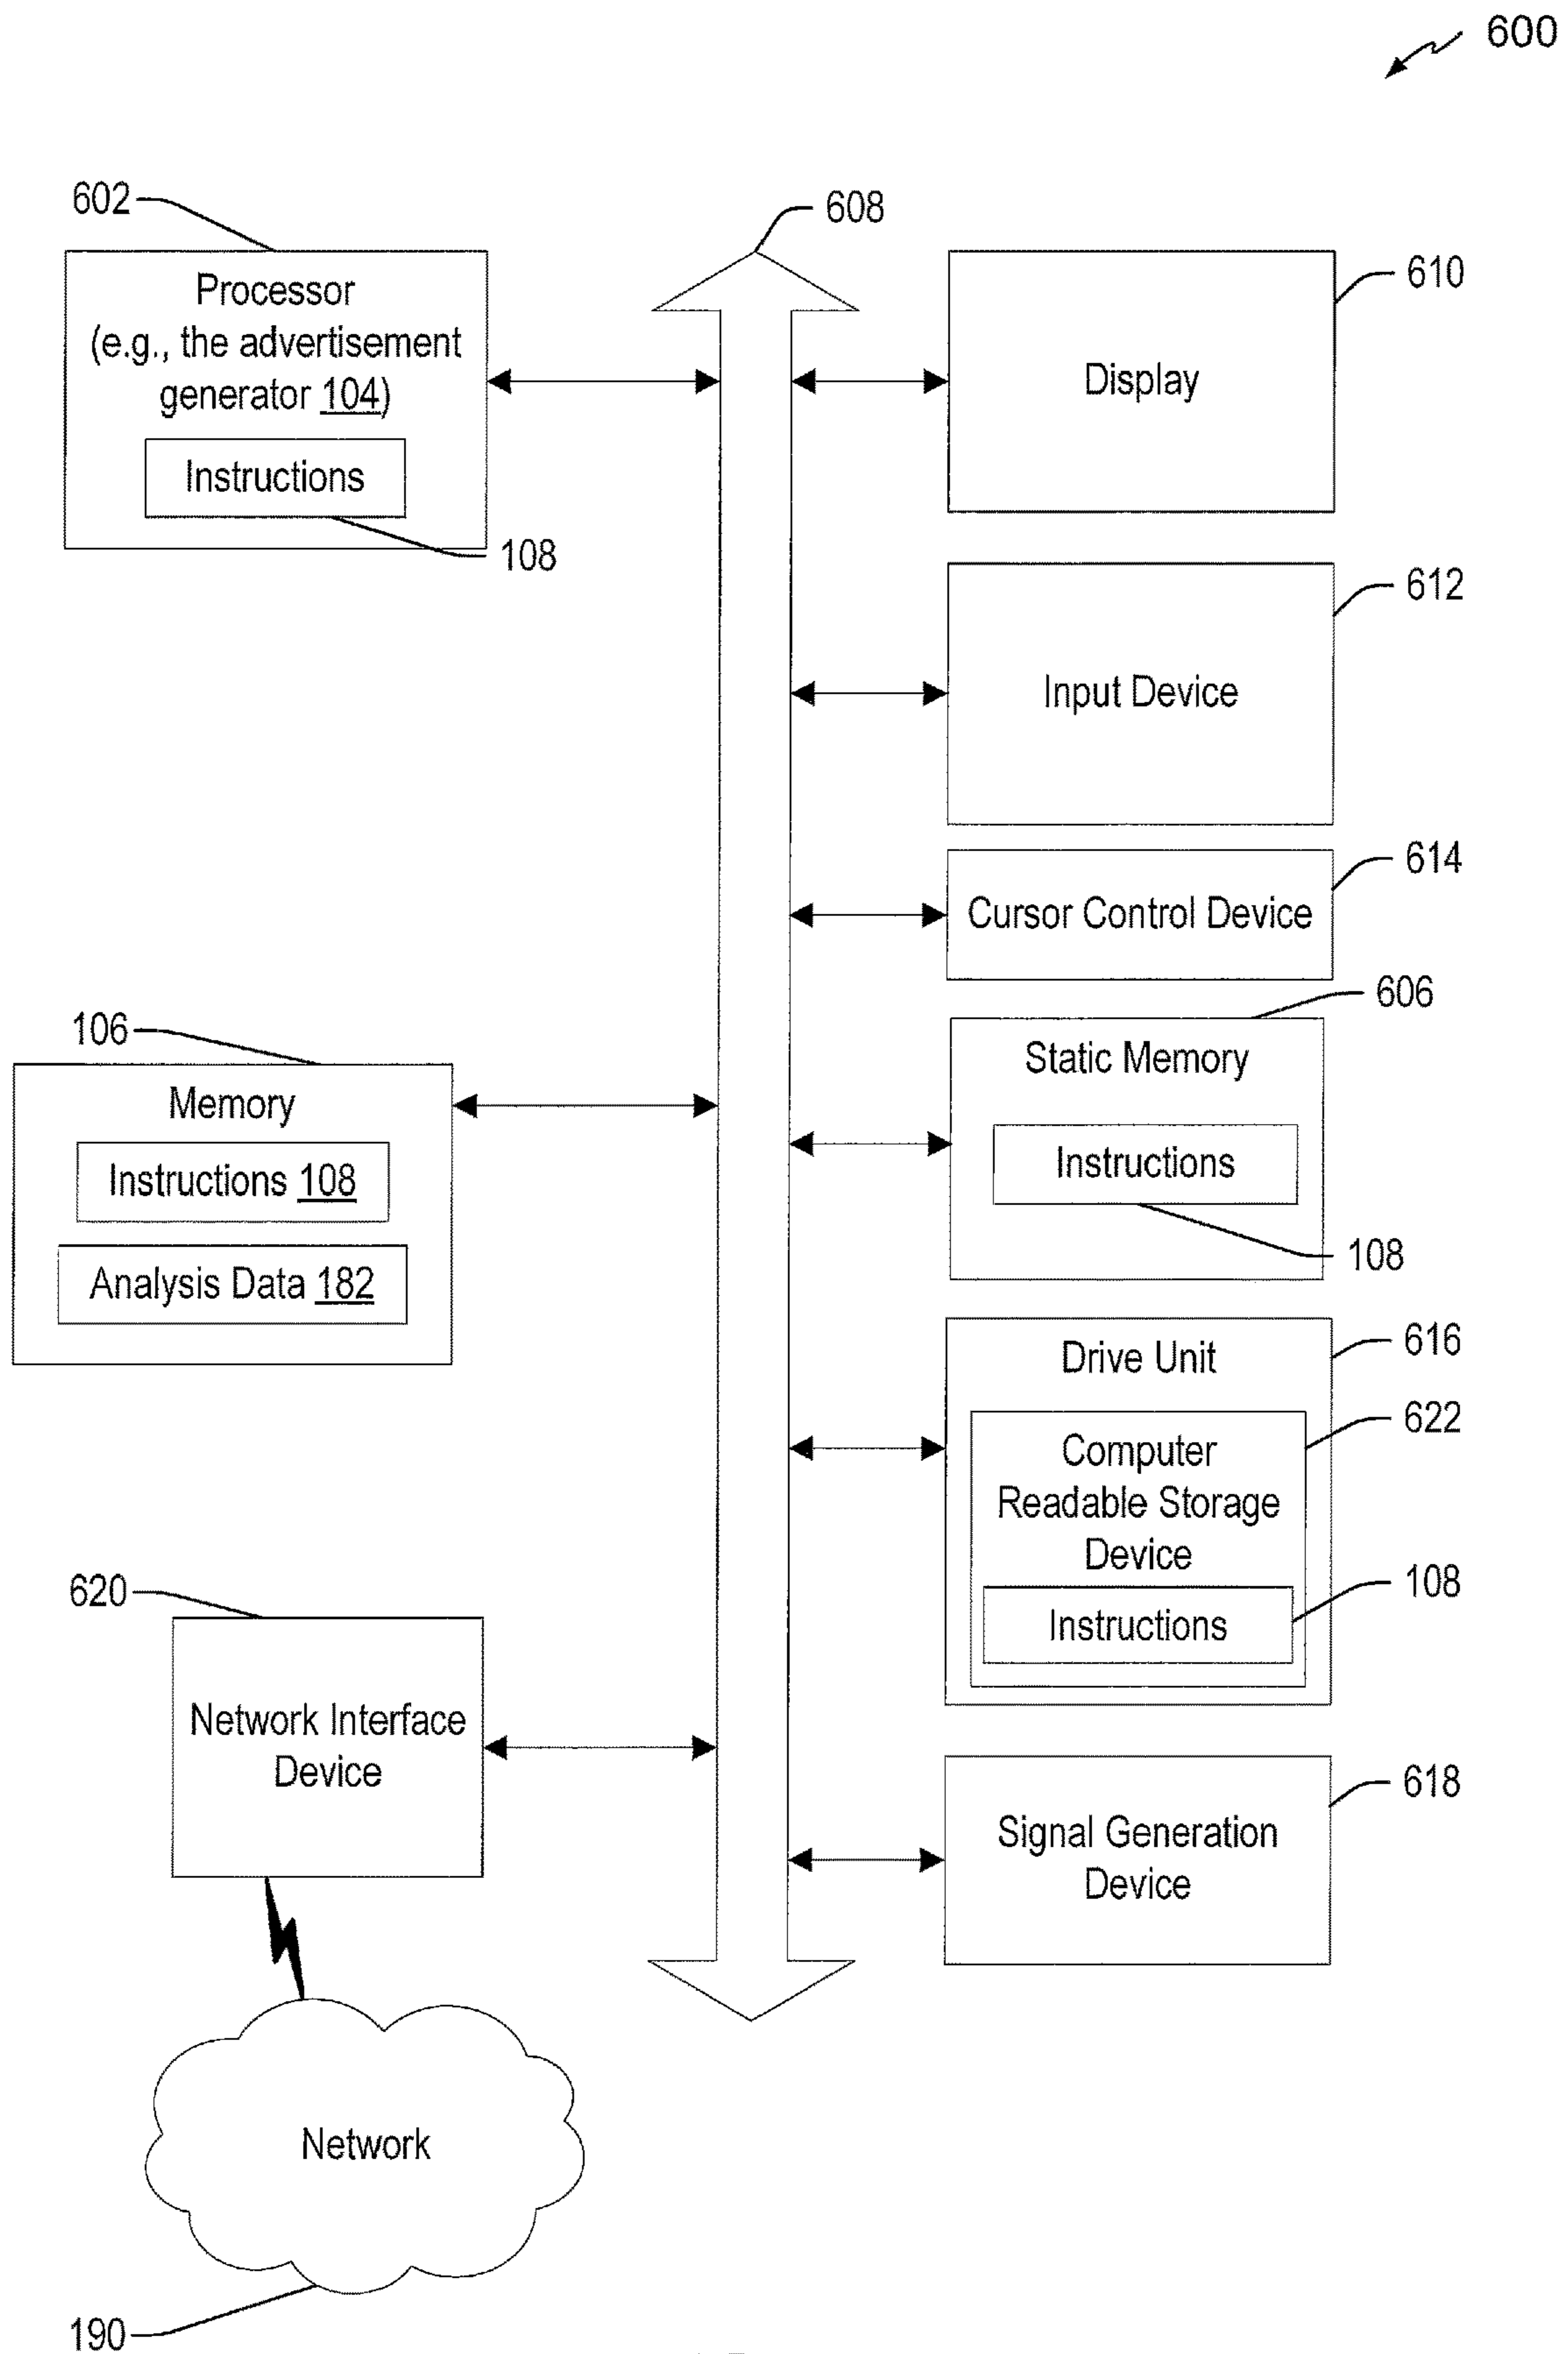 600
602
608
610
Processor
(e.g., the advertisement
generator 104)
Instructions
108
Display
612
Input Device
614
Cursor Control Device
606
Static Memory
Instructions
108
106
Memory
Instructions 108
Analysis Data 182
616
Drive Unit
622
Computer
Readable Storage
Device
108
Instructions
620
Network Interface
Device
618
Signal Generation
Device
Network
190